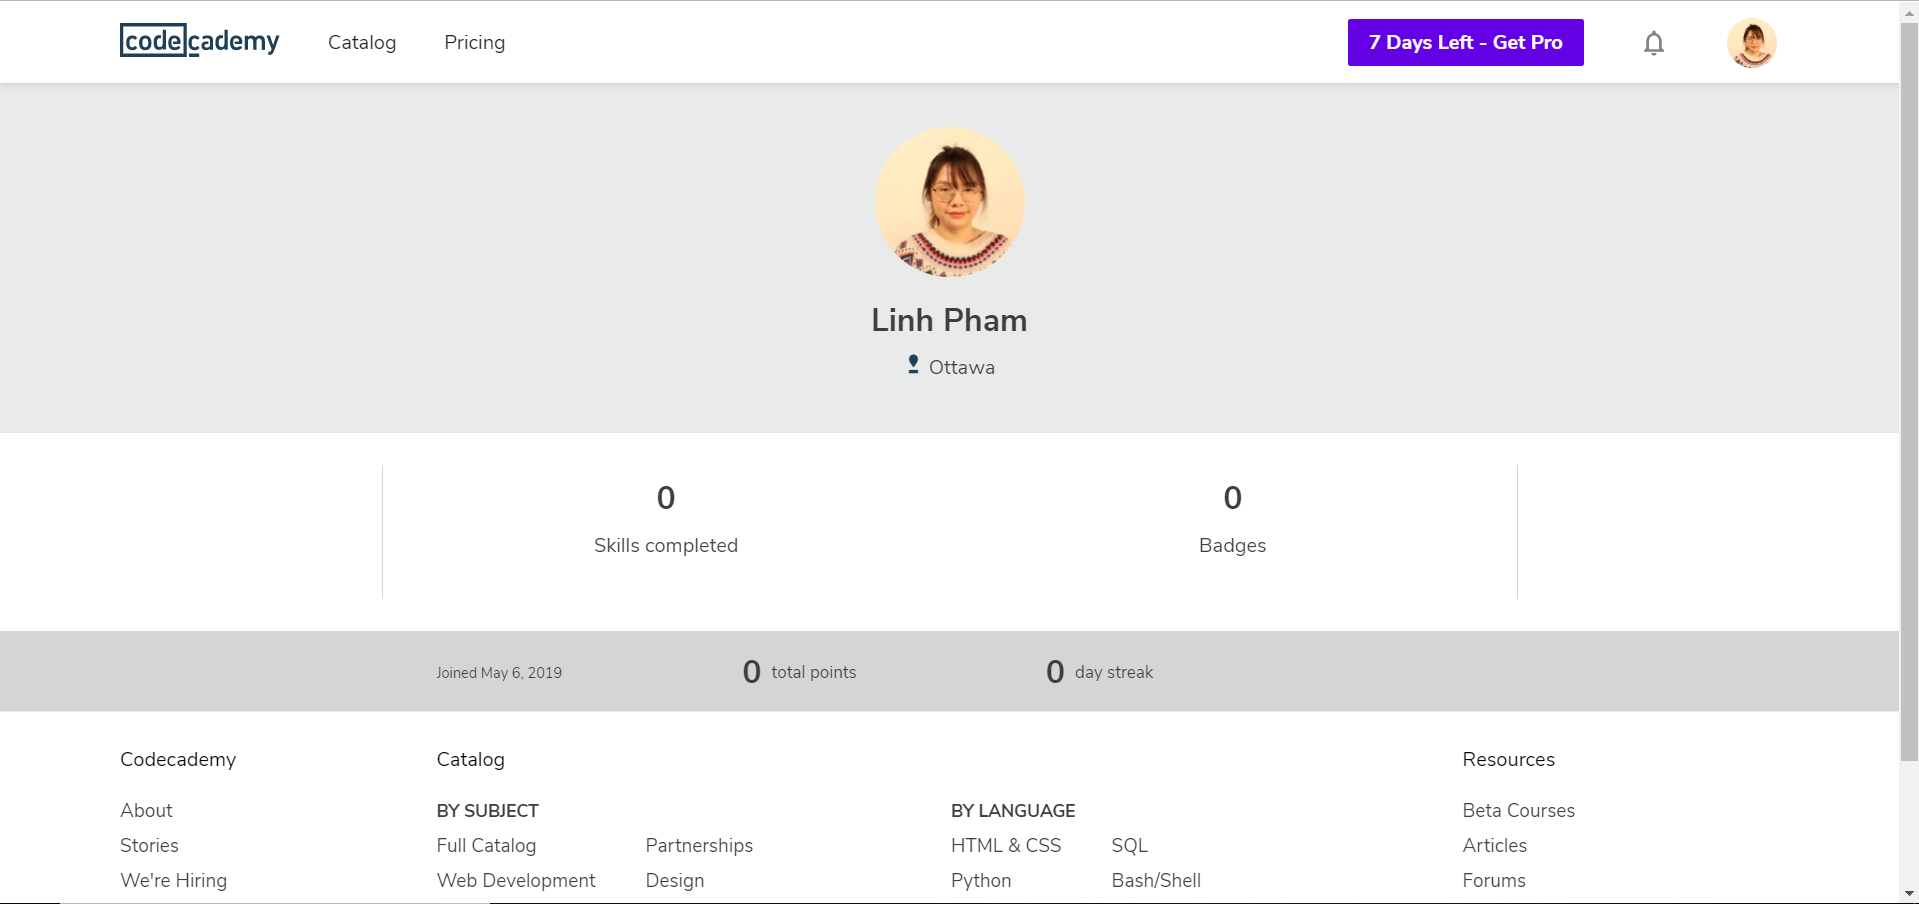 codecademy
Catalog
Pricing
7 Days Left - Get Pro
Linh Pham
Ottawa
0
Skills completed
0
Badges
Joined May 6, 2019
0 total points
0 day streak
Codecademy
About
Stories
We're Hiring
Catalog
BY SUBJECT
Full Catalog
Web Development
Partnerships
Design
BY LANGUAGE
HTML & CSS
Python
SQL
Bash/Shell
Resources
Beta Courses
Articles
Forums